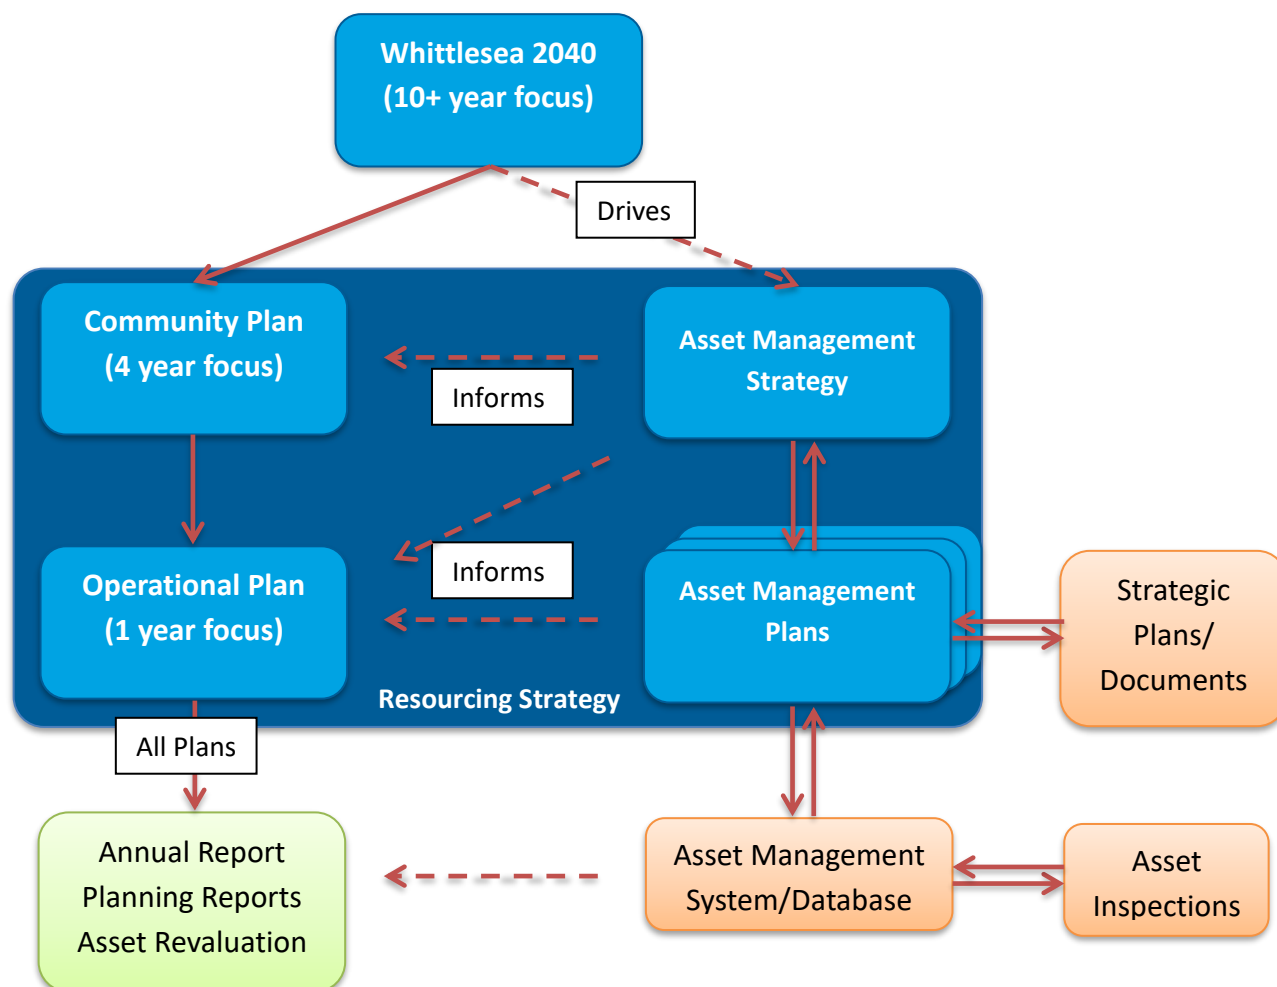 Whittlesea 2040
(10+ year focus)
Drives
Community Plan
(4 year focus)
Asset Management
Strategy
Informs
Operational Plan
(1 year focus)
Informs
Asset Management
Plans
Strategic
Plans/
Documents
Resourcing Strategy
All Plans
Annual Report
Planning Reports
Asset Revaluation
Asset Management
System/Database
Asset
Inspections